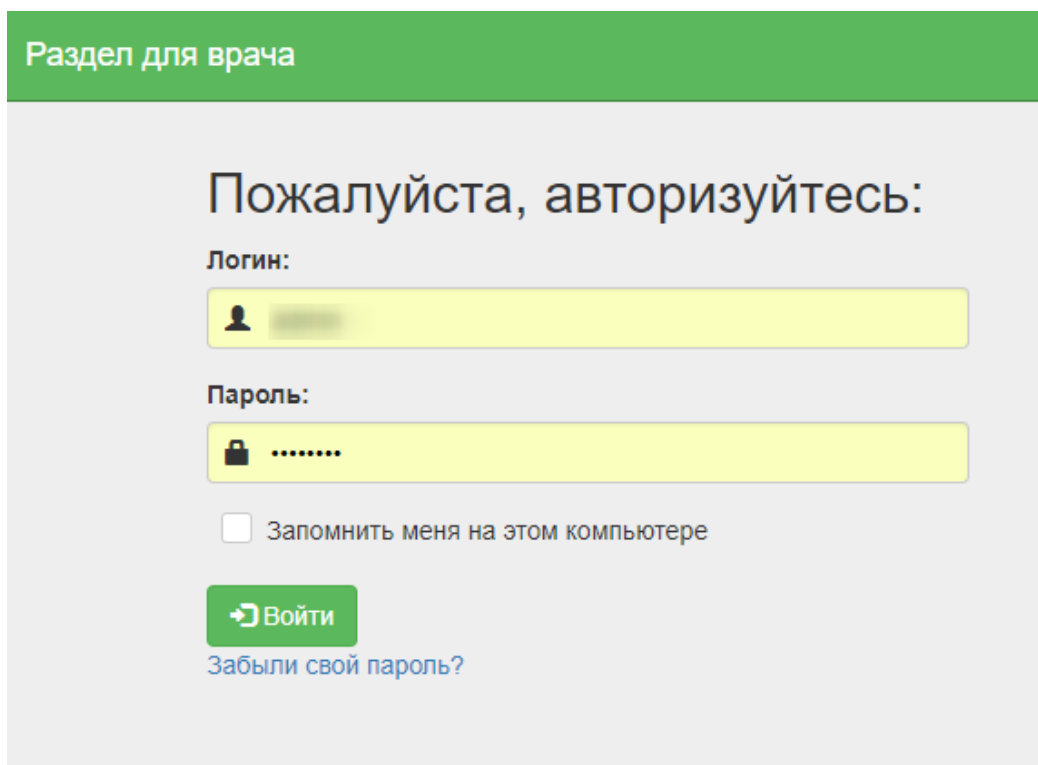 Раздел для врача
Пожалуйста, авторизуйтесь:
Логин:
Пароль:
••••••••
Запомнить меня на этом компьютере
Войти
Забыли свой пароль?